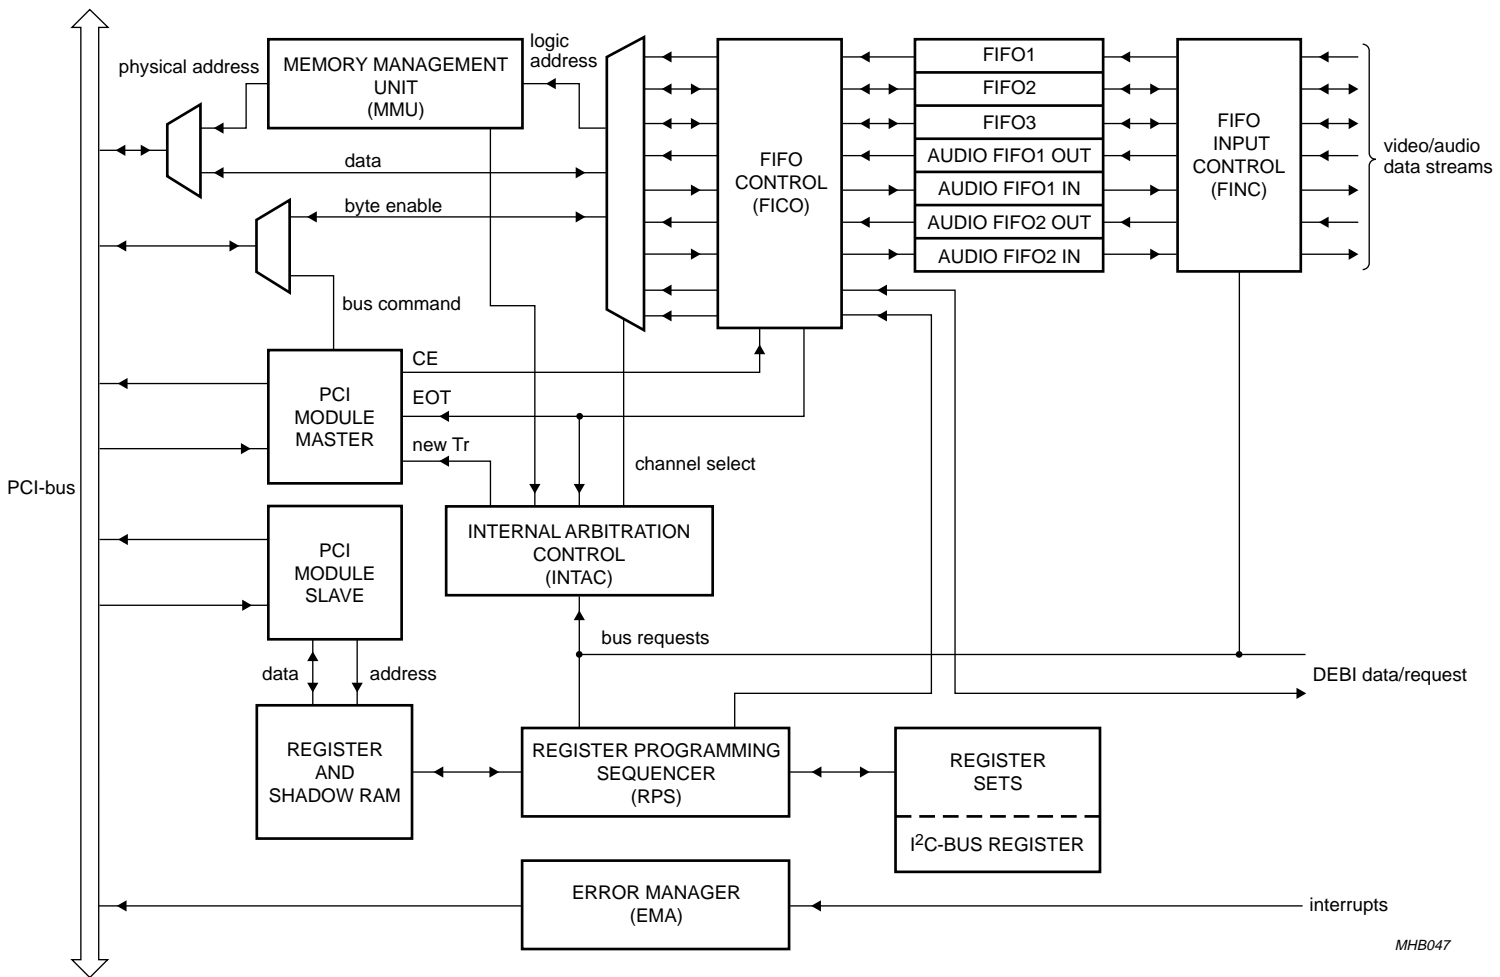 physical address
MEMORY MANAGEMENT
UNIT
(MMU)
logic
address
data
byte enable
bus command
FIFO
CONTROL
(FICO)
FIFO1
FIFO2
FIFO3
AUDIO FIFO1 OUT
AUDIO FIFO1 IN
AUDIO FIFO2 OUT
AUDIO FIFO2 IN
FIFO
INPUT
CONTROL
(FINC)
video/audio
data streams
PCI
MODULE
MASTER
CE
EOT
new Tr
channel select
PCI-bus
PCI
MODULE
SLAVE
INTERNAL ARBITRATION
CONTROL
(INTAC)
bus requests
data
address
DEBI data/request
REGISTER
AND
SHADOW RAM
REGISTER PROGRAMMING
SEQUENCER
(RPS)
REGISTER
SETS
I²C-BUS REGISTER
ERROR MANAGER
(EMA)
interrupts
MHB047